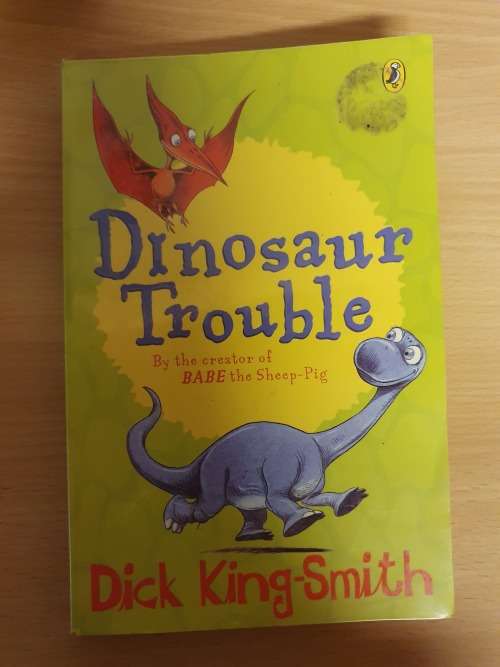 Dinosaur
Trouble
By the creator of
BABE the Sheep-Pig
Dick King-Smith